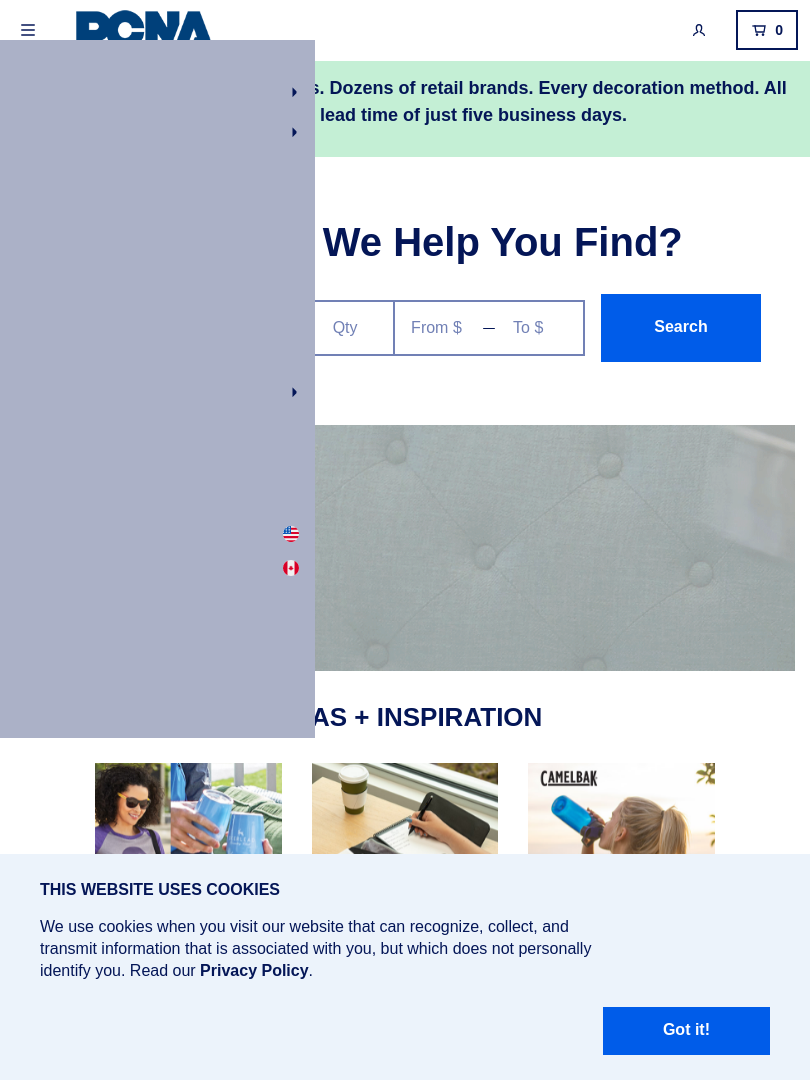 PCNA
0
s. Dozens of retail brands. Every decoration method. All
lead time of just five business days.
We Help You Find?
Qty
From $
To $
Search
AS + INSPIRATION
CAMELBAK
THIS WEBSITE USES COOKIES
We use cookies when you visit our website that can recognize, collect, and
transmit information that is associated with you, but which does not personally
identify you. Read our Privacy Policy.
Got it!